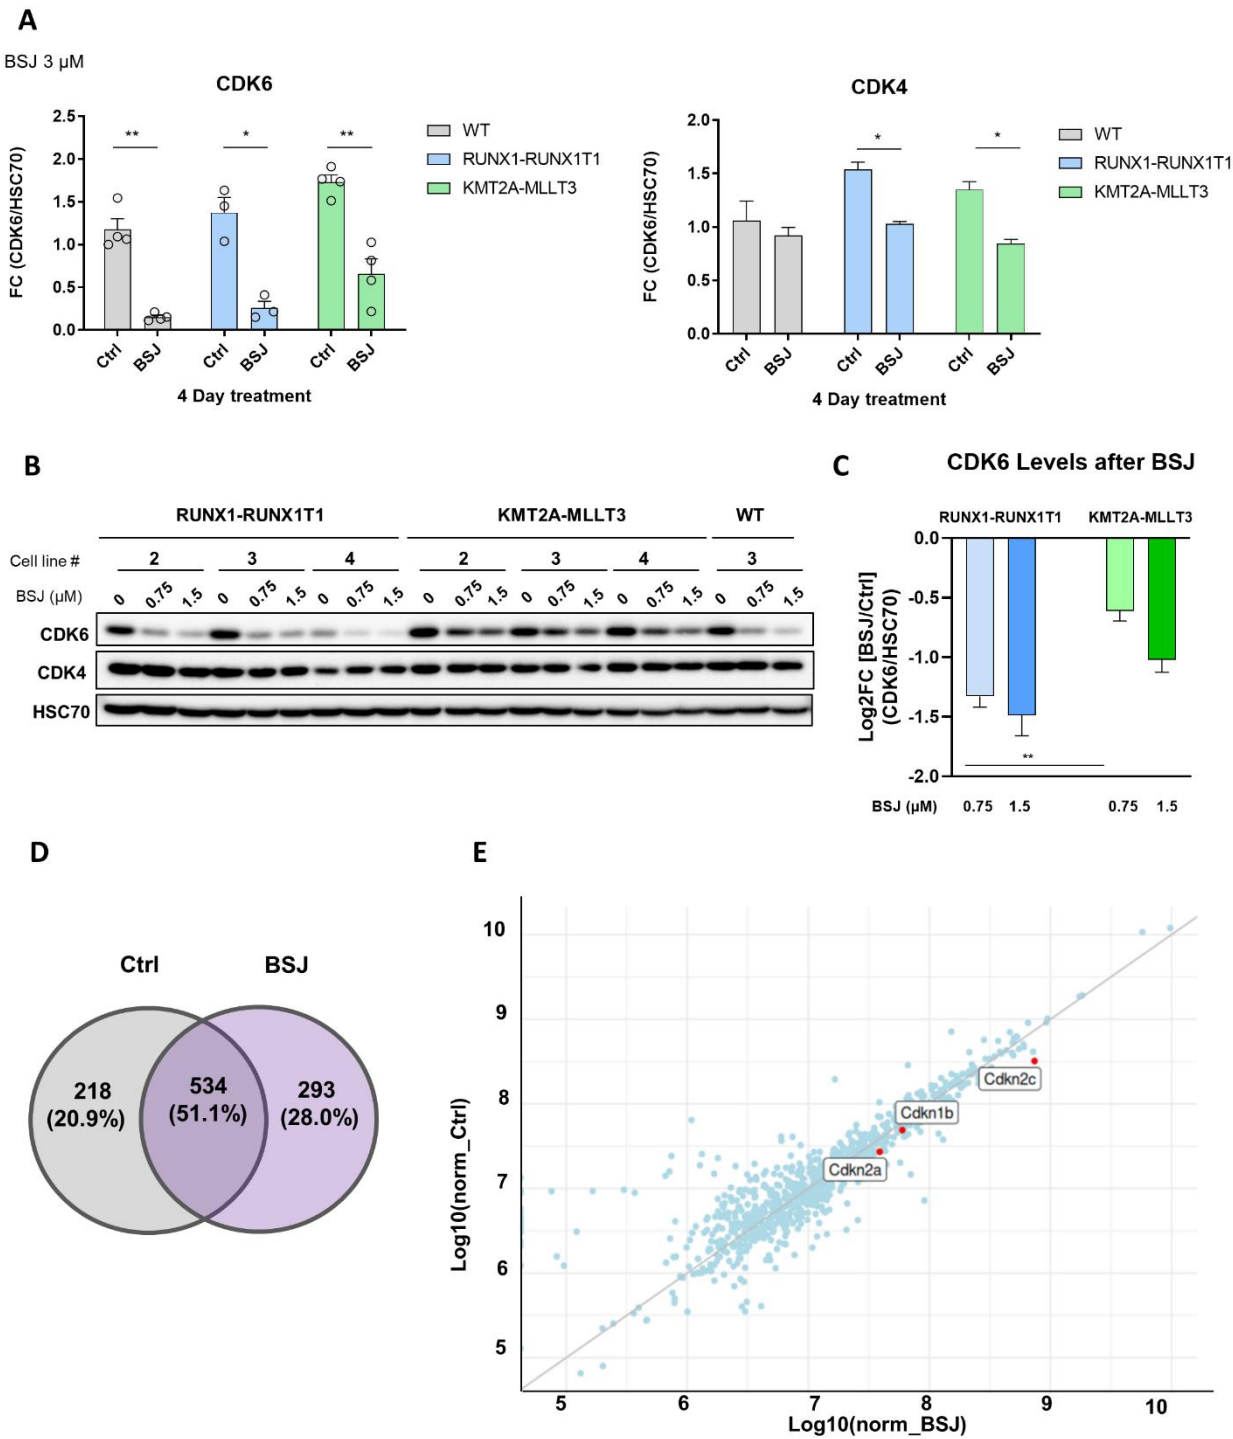 A
BSJ 3 µM
CDK6
FC (CDK6/HSC70)
2.5
2.0
1.5
1.0
0.5
0.0
** * **
Ctrl BSJ Ctrl BSJ Ctrl BSJ
4 Day treatment
WT
RUNX1-RUNX1T1
KMT2A-MLLT3
CDK4
FC (CDK6/HSC70)
2.0
1.5
1.0
0.5
0.0
* *
Ctrl BSJ Ctrl BSJ Ctrl BSJ
4 Day treatment
WT
RUNX1-RUNX1T1
KMT2A-MLLT3
B
RUNX1-RUNX1T1 KMT2A-MLLT3 WT
Cell line # 2 3 4 2 3 4 3
BSJ (µM) 0 0.75 1.5 0 0.75 1.5 0 0.75 1.5 0 0.75 1.5 0 0.75 1.5 0 0.75 1.5 0 0.75 1.5
CDK6
CDK4
HSC70
C
CDK6 Levels after BSJ
RUNX1-RUNX1T1 KMT2A-MLLT3
Log2FC [BSJ/Ctrl]
(CDK6/HSC70)
0.0
-0.5
-1.0
-1.5
-2.0
**
BSJ (µM) 0.75 1.5 0.75 1.5
D
Ctrl BSJ
218
(20.9%)
534
(51.1%)
293
(28.0%)
E
Log10(norm_Ctrl)
10
9
8
7
6
5
Cdkn2c
Cdkn1b
Cdkn2a
5 6 7 8 9 10
Log10(norm_BSJ)